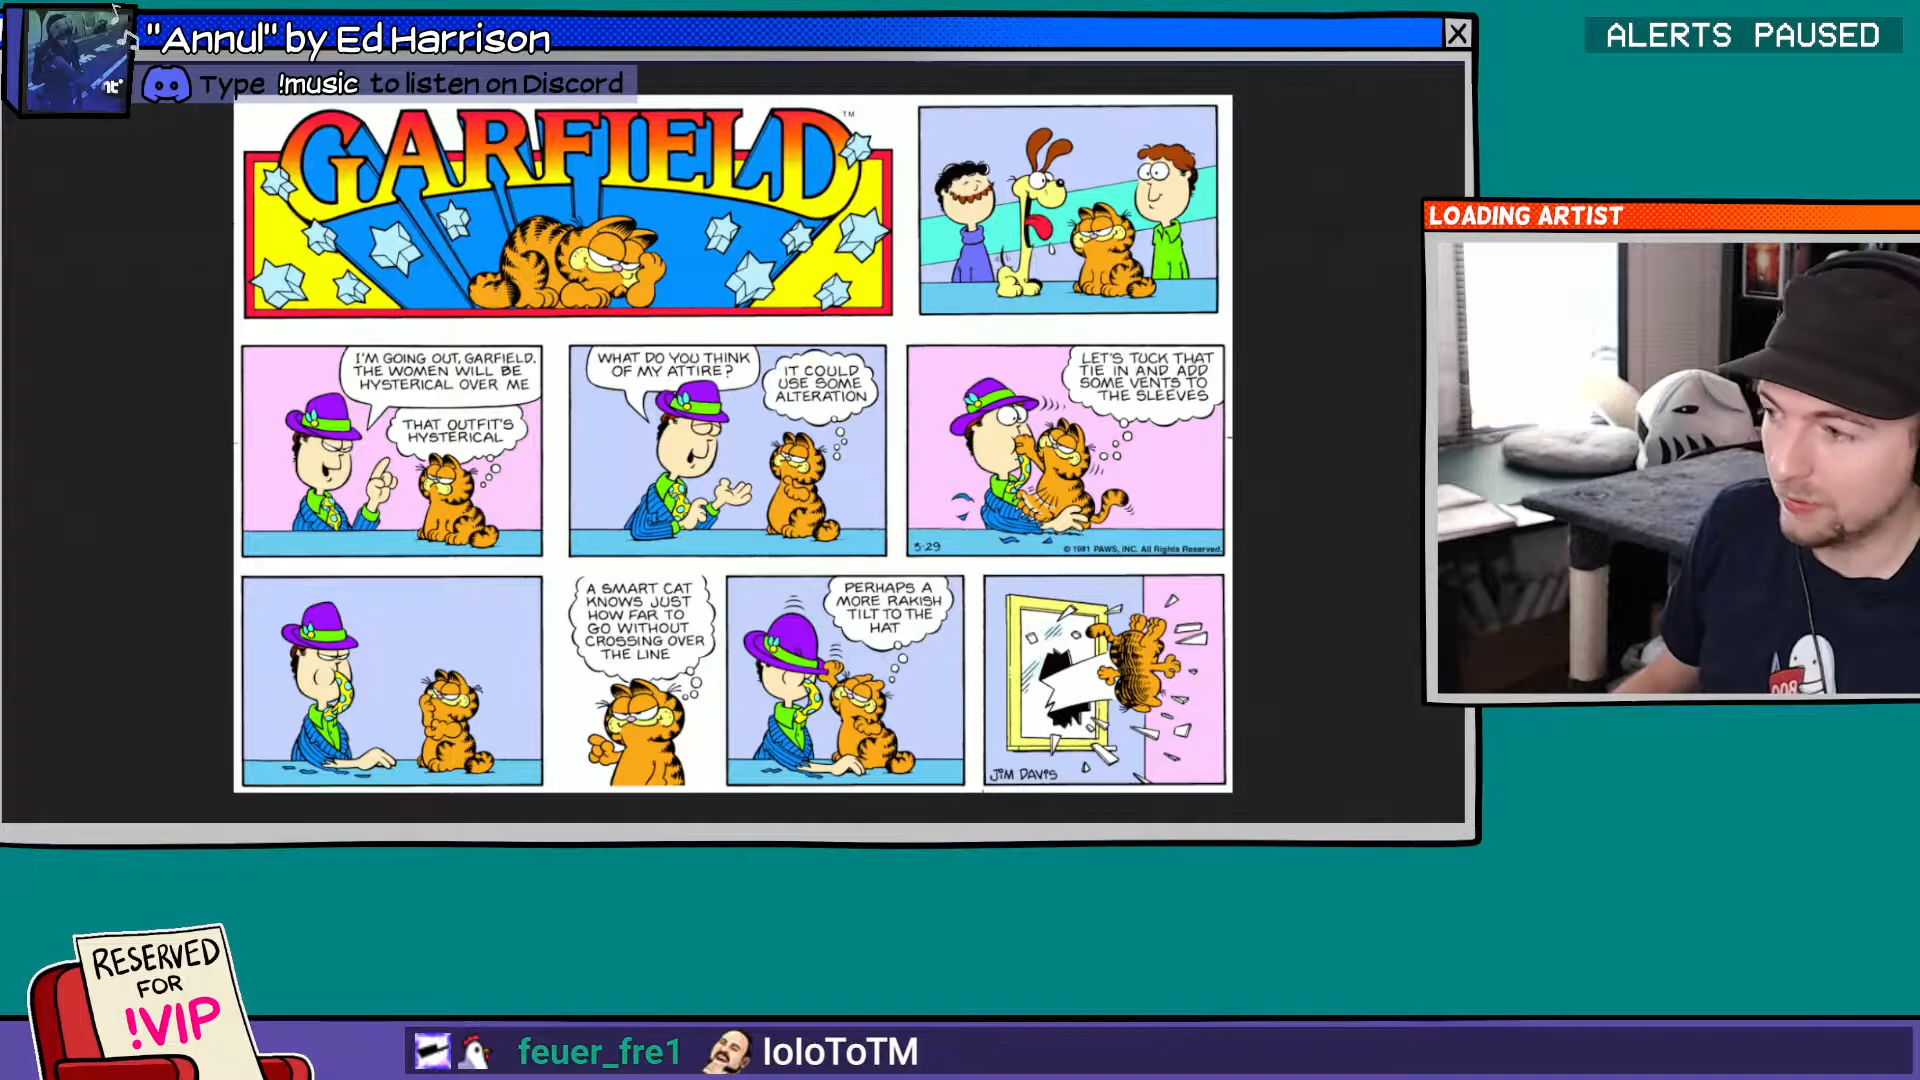 "Annul" by Ed Harrison
Type !music to listen on Discord
ALERTS PAUSED
LOADING ARTIST
GARFIELD
TM
I'M GOING OUT, GARFIELD.
THE WOMEN WILL BE
HYSTERICAL OVER ME
THAT OUTFIT'S
HYSTERICAL
WHAT DO YOU THINK
OF MY ATTIRE?
IT COULD
USE SOME
ALTERATION
LET'S TUCK THAT
TIE IN AND ADD
SOME VENTS TO
THE SLEEVES
3-29
© 1981 PAWS, INC. All Rights Reserved.
A SMART CAT
KNOWS JUST
HOW FAR TO
GO WITHOUT
CROSSING OVER
THE LINE
PERHAPS A
MORE RAKISH
TILT TO THE
HAT
JIM DAVIS
BOO
RESERVED
FOR
!VIP
feuer_fre1 loloToTM